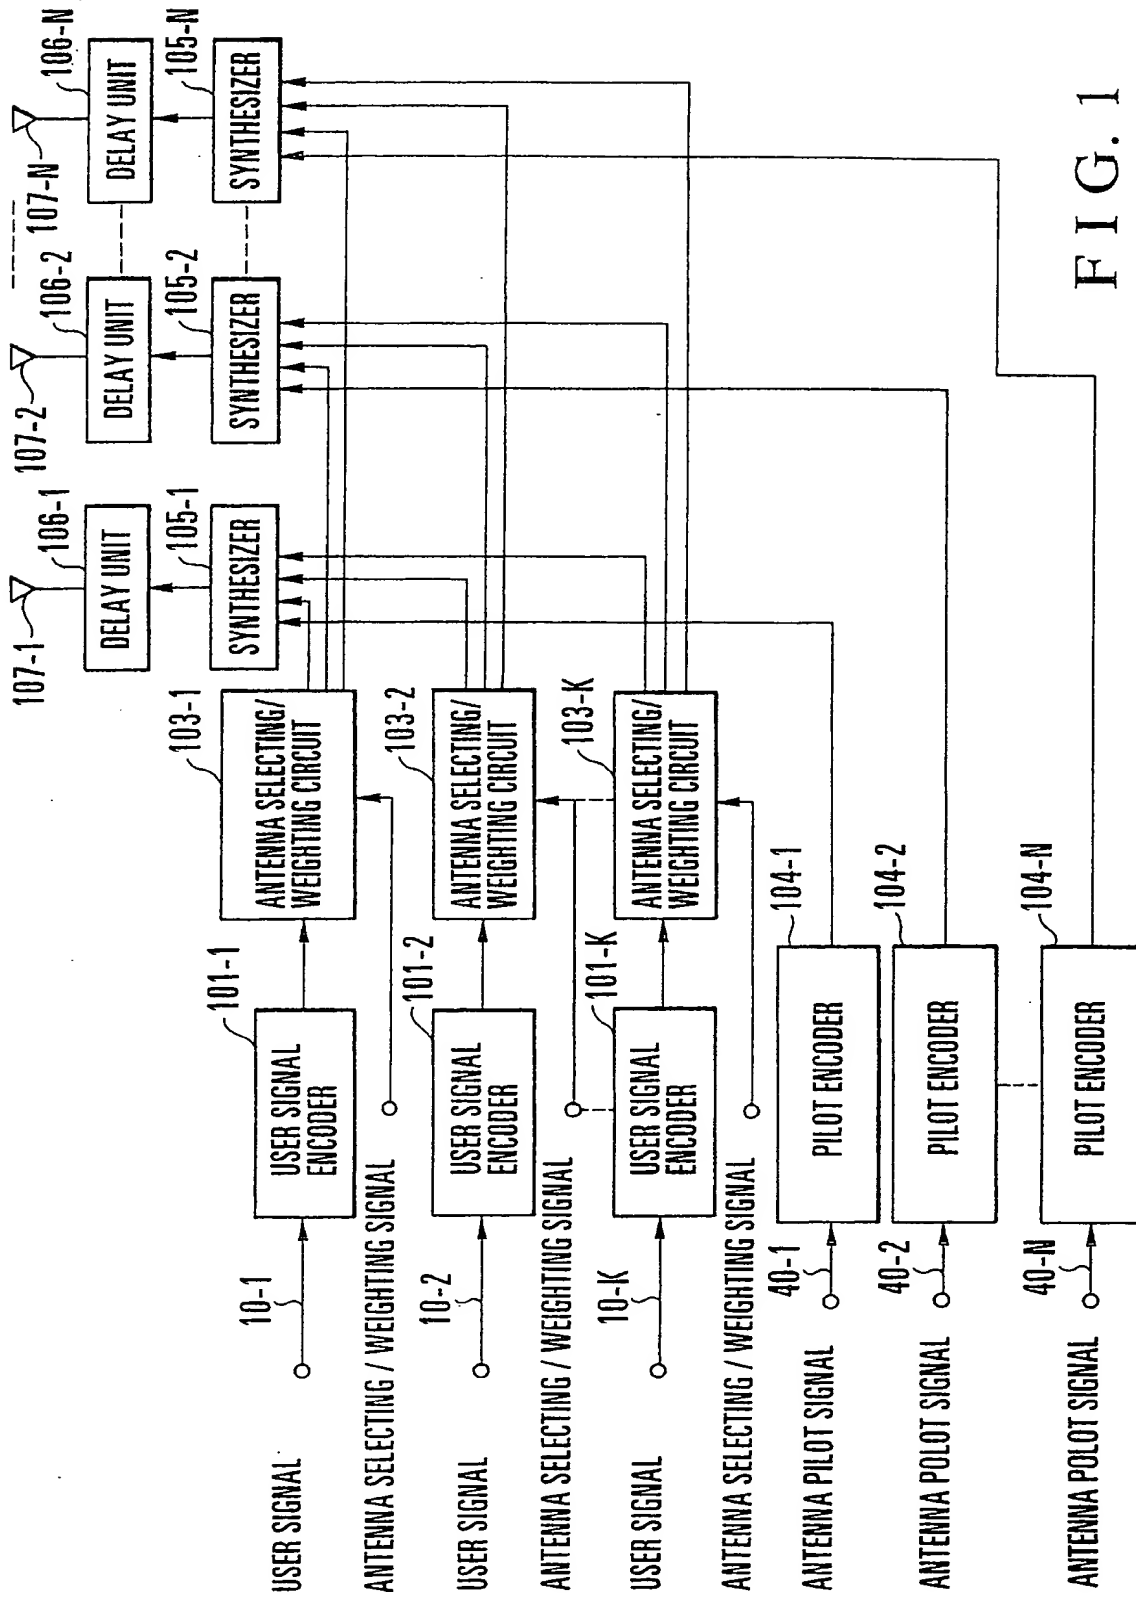 107-1
107-2
107-N
106-1
106-2
106-N
DELAY UNIT
DELAY UNIT
DELAY UNIT
105-1
105-2
105-N
SYNTHESIZER
SYNTHESIZER
SYNTHESIZER
USER SIGNAL
10-1
101-1
USER SIGNAL
ENCODER
103-1
ANTENNA SELECTING/
WEIGHTING CIRCUIT
ANTENNA SELECTING / WEIGHTING SIGNAL
USER SIGNAL
10-2
101-2
USER SIGNAL
ENCODER
103-2
ANTENNA SELECTING/
WEIGHTING CIRCUIT
ANTENNA SELECTING / WEIGHTING SIGNAL
USER SIGNAL
10-K
101-K
USER SIGNAL
ENCODER
103-K
ANTENNA SELECTING/
WEIGHTING CIRCUIT
ANTENNA SELECTING / WEIGHTING SIGNAL
ANTENNA PILOT SIGNAL
40-1
PILOT ENCODER
104-1
ANTENNA POLOT SIGNAL
40-2
PILOT ENCODER
104-2
ANTENNA POLOT SIGNAL
40-N
PILOT ENCODER
104-N
FIG. 1